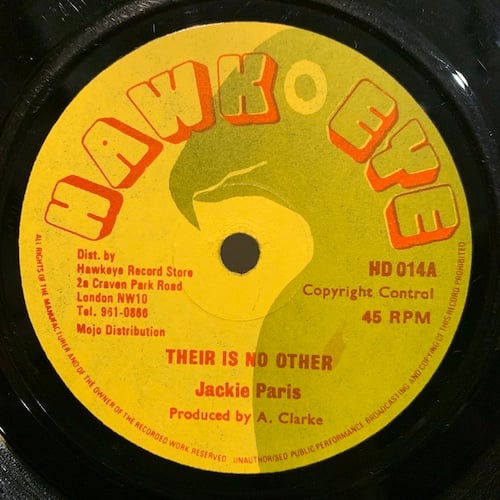 HAWK EYE
Dist. by
Hawkeye Record Store
2a Craven Park Road
London NW10
Tel. 961-0866
Mojo Distribution
HD 014A
Copyright Control
45 RPM
THEIR IS NO OTHER
Jackie Paris
Produced by A. Clarke
ALL RIGHTS OF THE MANUFACTURER AND OF THE OWNER OF THE RECORDED WORK RESERVED UNAUTHORISED PUBLIC PERFORMANCE BROADCASTING AND COPYING OF THIS RECORD PROHIBITED